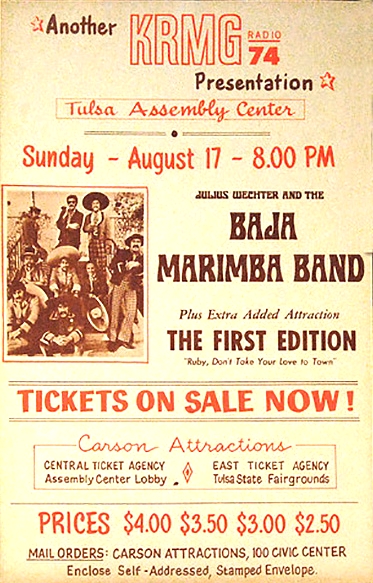 Another
KRMG RADIO 74
Presentation
Tulsa Assembly Center
Sunday - August 17 - 8:00 PM
JULIUS WECHTER AND THE
BAJA
MARIMBA BAND
Plus Extra Added Attraction
THE FIRST EDITION
"Ruby, Don't Take Your Love to Town"
TICKETS ON SALE NOW!
Carson Attractions
CENTRAL TICKET AGENCY
Assembly Center Lobby
EAST TICKET AGENCY
Tulsa State Fairgrounds
PRICES $4.00 $3.50 $3.00 $2.50
MAIL ORDERS: CARSON ATTRACTIONS, 100 CIVIC CENTER
Enclose Self-Addressed, Stamped Envelope.